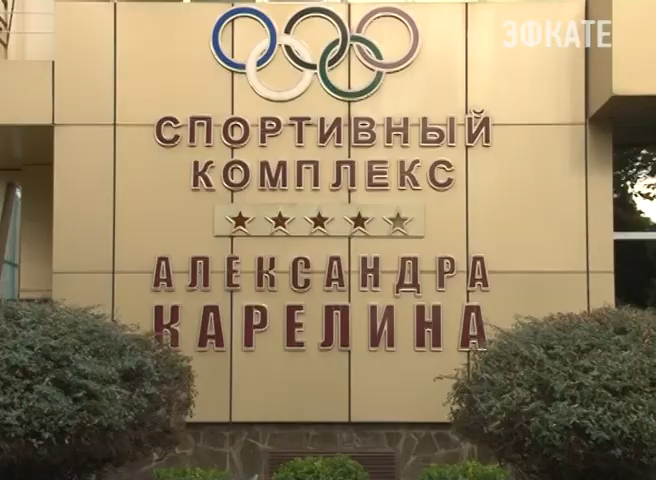 ЭФКАТЕ
СПОРТИВНЫЙ
КОМПЛЕКС
АЛЕКСАНДРА
КАРЕЛИНА